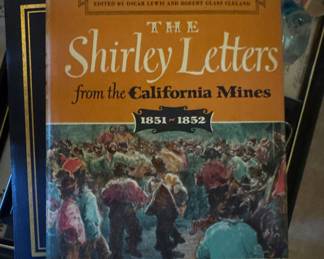 EDITED BY OSCAR LEWIS AND ROBERT GLASS CLELAND
THE
Shirley Letters
from the California Mines
1851-1852